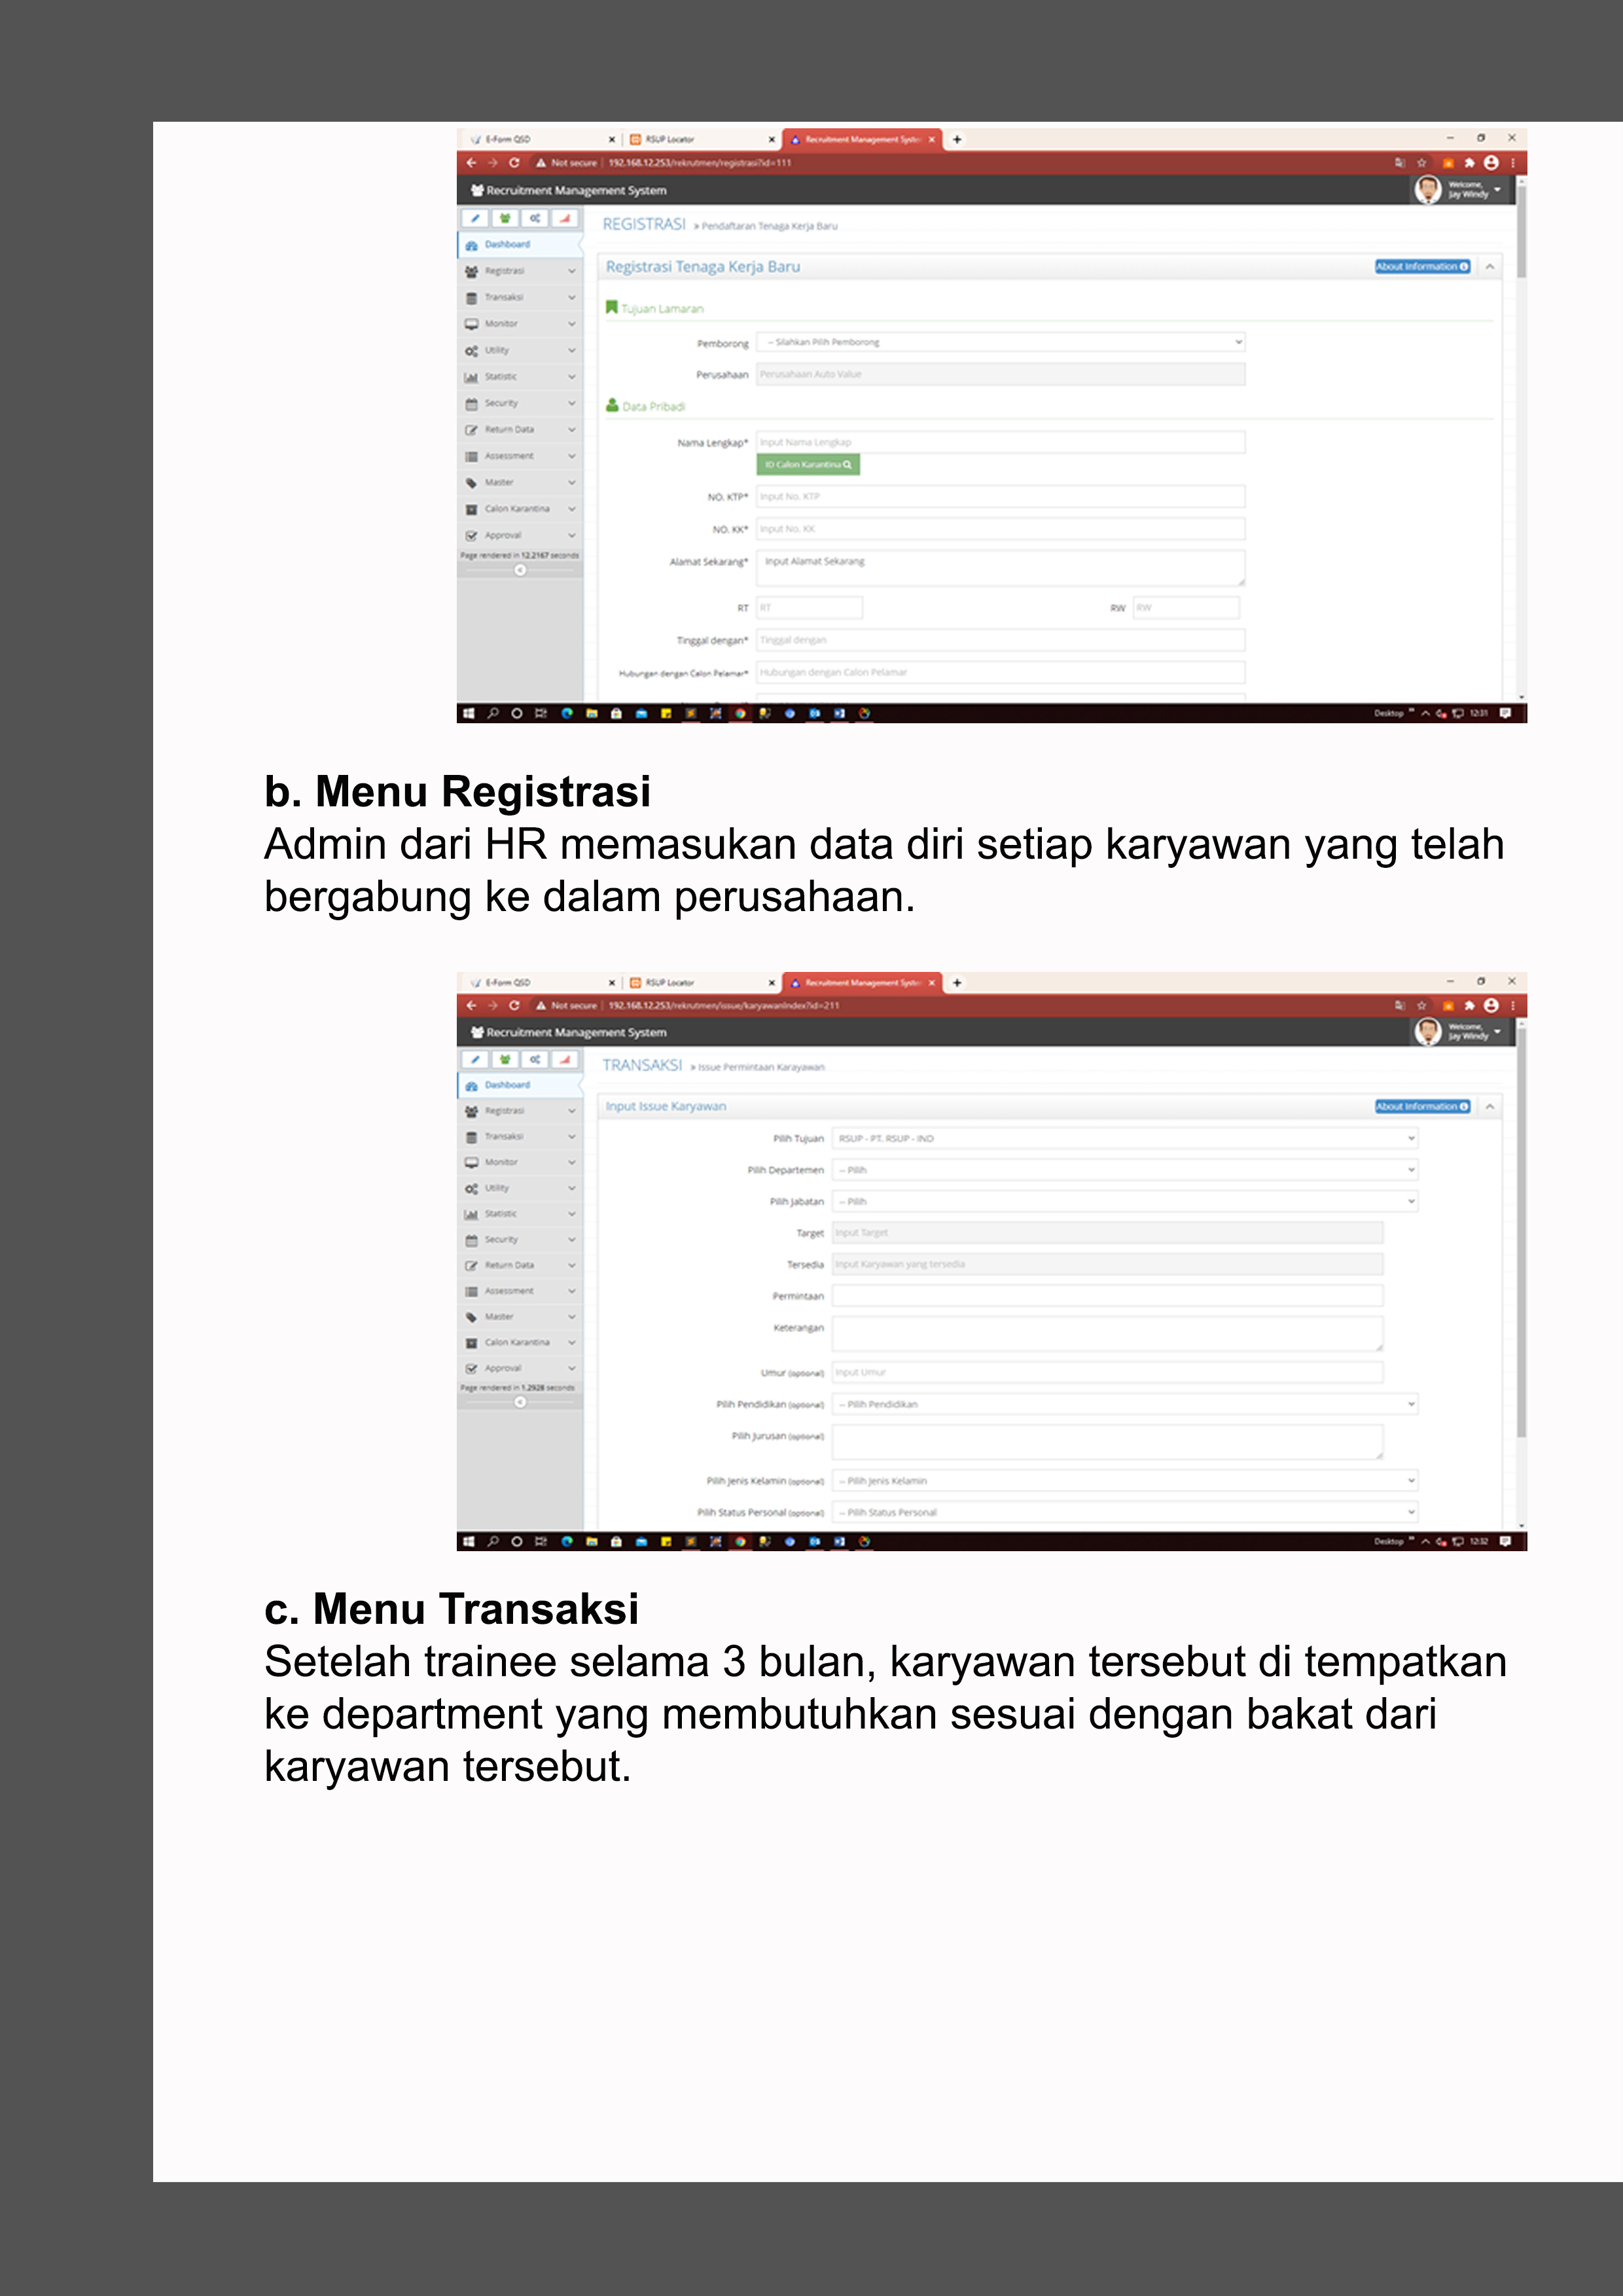 E-Form QSD
RSUP Locator
Recruitment Management Syste
Not secure 192.168.12.253/rekrutmen/registrasi?id=111
Recruitment Management System
Welcome,
Jay Windy
REGISTRASI » Pendaftaran Tenaga Kerja Baru
Dashboard
Registrasi
Transaksi
Monitor
Utility
Statistic
Security
Return Data
Assessment
Master
Calon Karantina
Approval
Page rendered in 12.2167 seconds
Registrasi Tenaga Kerja Baru
About Information
Tujuan Lamaran
Pemborong -- Silahkan Pilih Pemborong
Perusahaan Perusahaan Auto Value
Data Pribadi
Nama Lengkap* Input Nama Lengkap
ID Calon Karantina
NO. KTP* Input No. KTP
NO. KK* Input No. KK
Alamat Sekarang* Input Alamat Sekarang
RT RT RW RW
Tinggal dengan* Tinggal dengan
Hubungan dengan Calon Pelamar* Hubungan dengan Calon Pelamar
Desktop 12:31
b. Menu Registrasi
Admin dari HR memasukan data diri setiap karyawan yang telah
bergabung ke dalam perusahaan.
E-Form QSD
RSUP Locator
Recruitment Management Syste
Not secure 192.168.12.253/rekrutmen/issue/karyawanIndex?id=211
Recruitment Management System
Welcome,
Jay Windy
TRANSAKSI » Issue Permintaan Karayawan
Dashboard
Registrasi
Transaksi
Monitor
Utility
Statistic
Security
Return Data
Assessment
Master
Calon Karantina
Approval
Page rendered in 1.2928 seconds
Input Issue Karyawan
About Information
Pilih Tujuan RSUP - PT. RSUP - IND
Pilih Departemen -- Pilih
Pilih Jabatan -- Pilih
Target Input Target
Tersedia Input Karyawan yang tersedia
Permintaan
Keterangan
Umur (optional) Input Umur
Pilih Pendidikan (optional) -- Pilih Pendidikan
Pilih Jurusan (optional)
Pilih Jenis Kelamin (optional) -- Pilih Jenis Kelamin
Pilih Status Personal (optional) -- Pilih Status Personal
Desktop 12:32
c. Menu Transaksi
Setelah trainee selama 3 bulan, karyawan tersebut di tempatkan
ke department yang membutuhkan sesuai dengan bakat dari
karyawan tersebut.